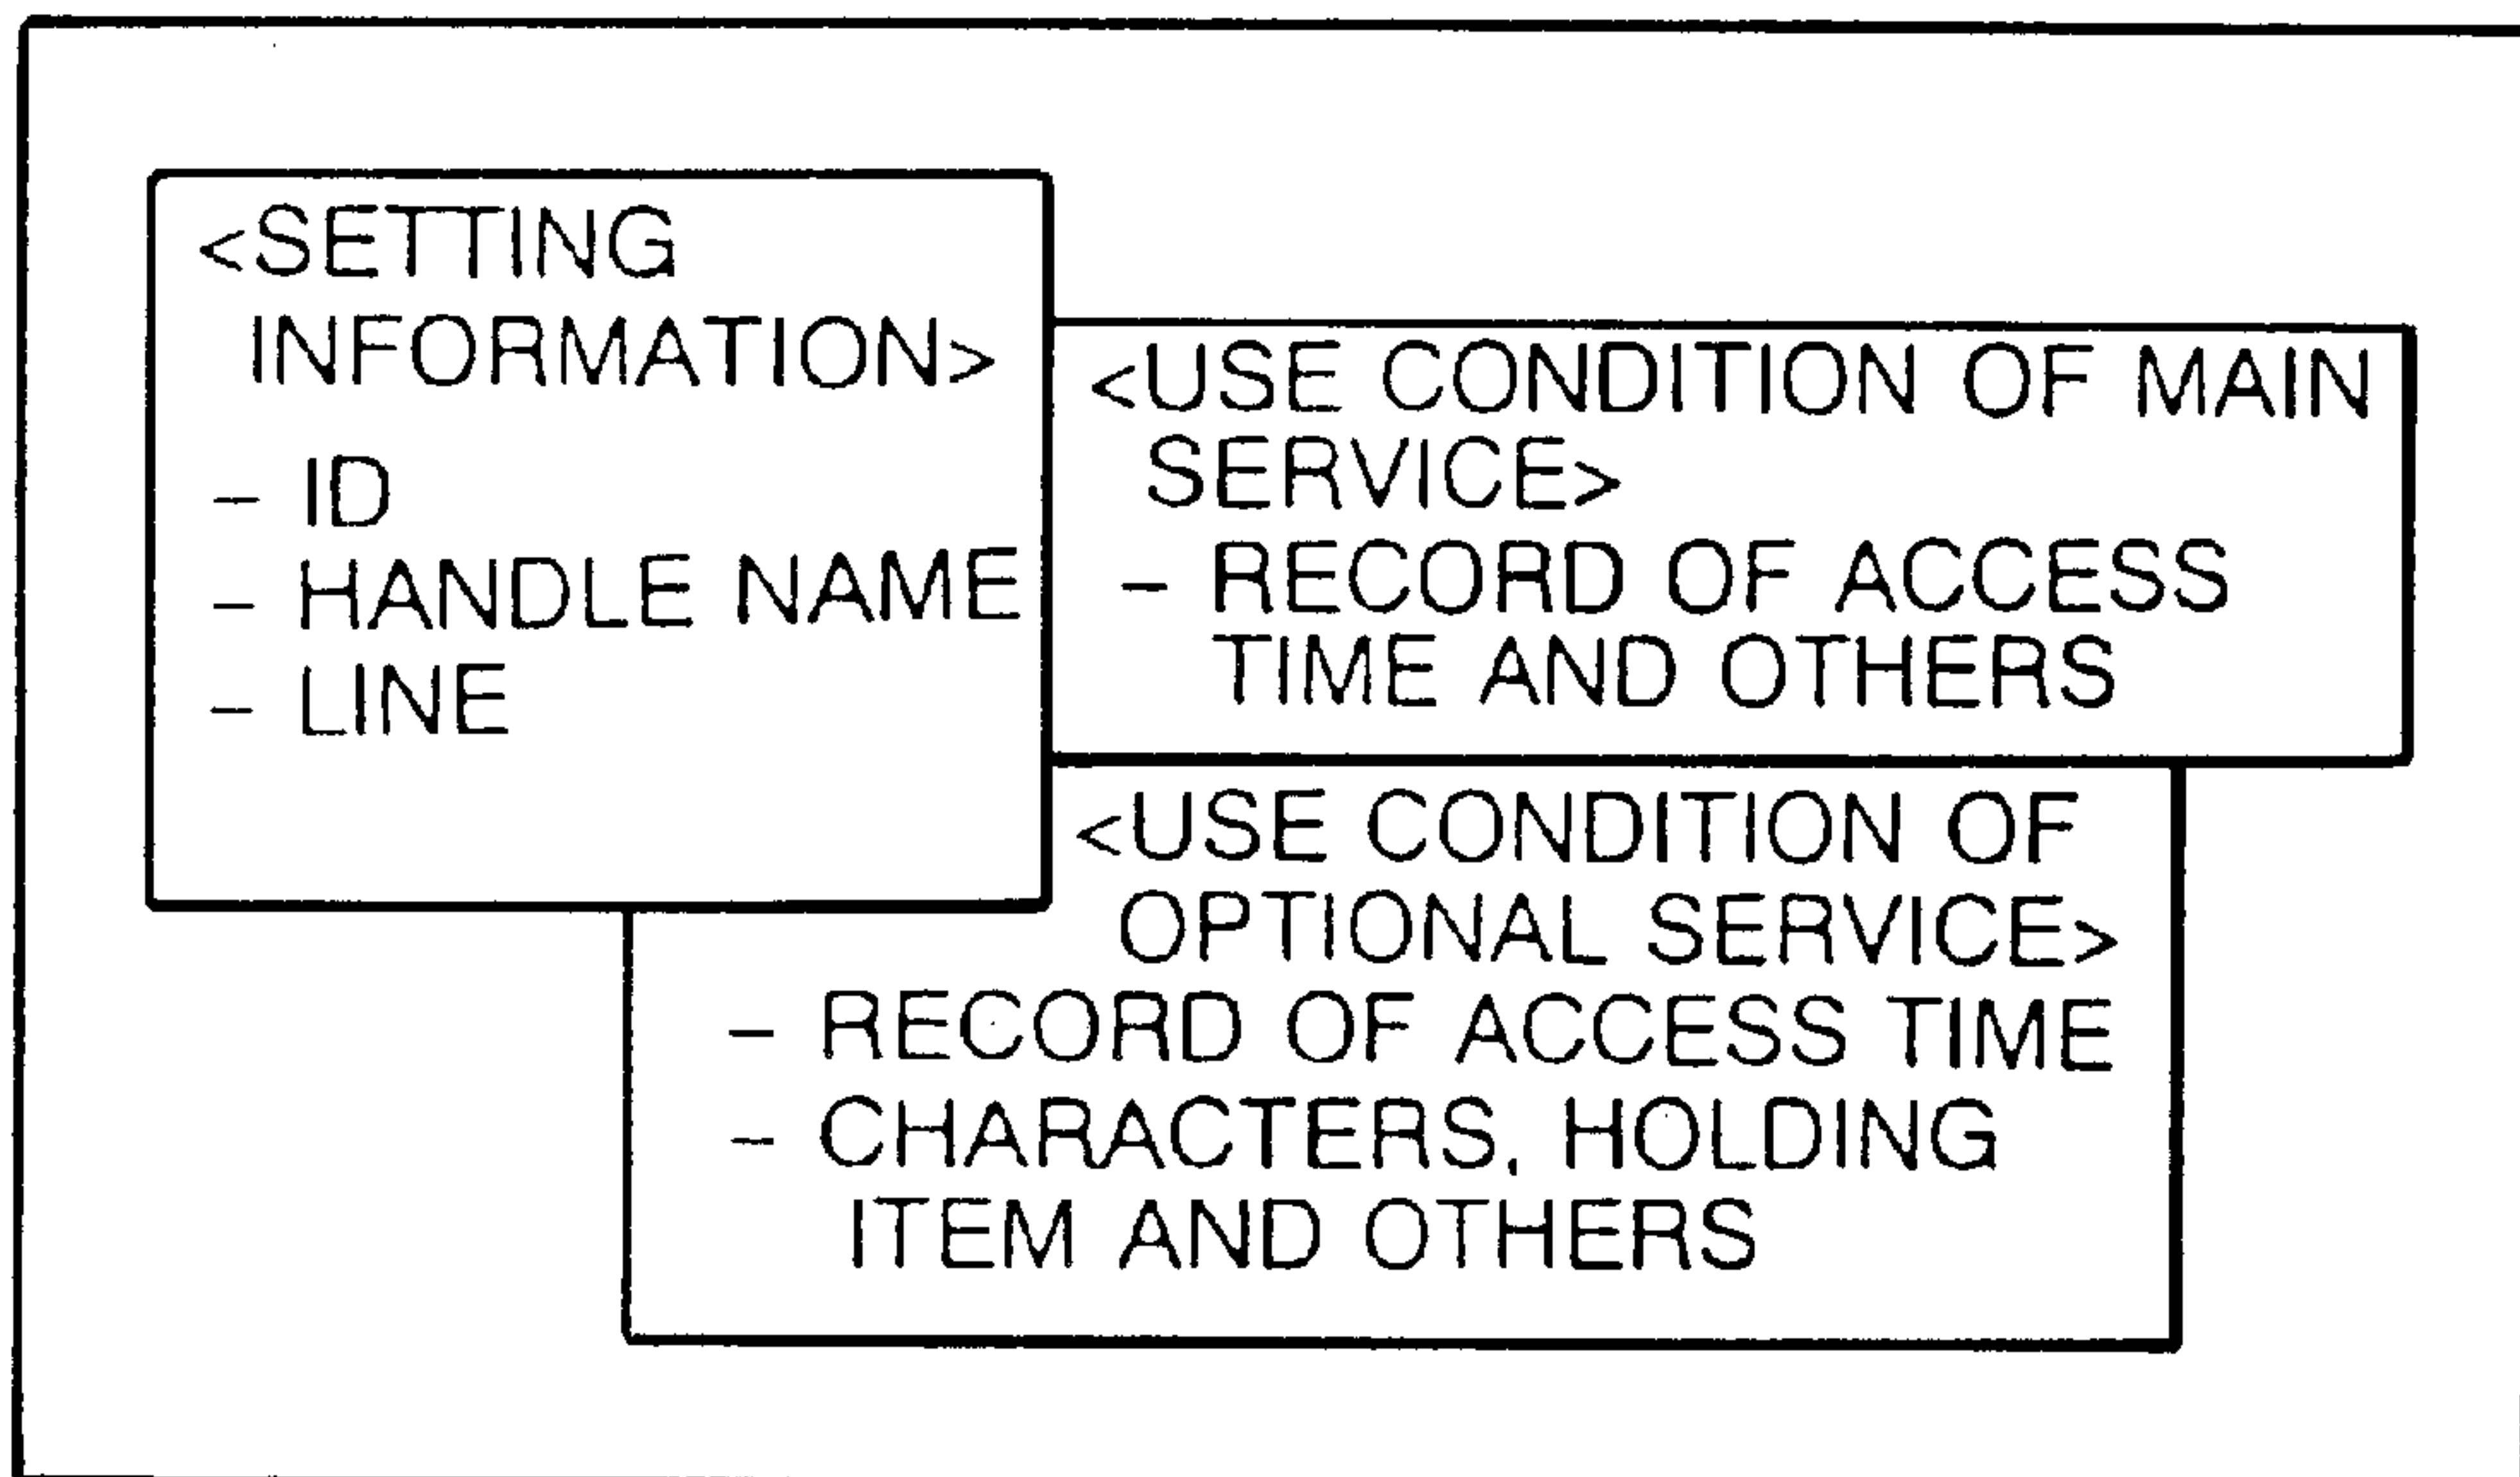 <SETTING
INFORMATION>
- ID
- HANDLE NAME
- LINE
<USE CONDITION OF MAIN
SERVICE>
- RECORD OF ACCESS
TIME AND OTHERS
<USE CONDITION OF
OPTIONAL SERVICE>
- RECORD OF ACCESS TIME
- CHARACTERS, HOLDING
ITEM AND OTHERS